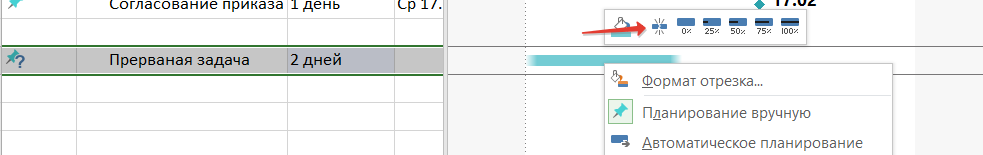 Согласование приказа 1 день Ср 17. 17.02
0% 25% 50% 75% 100%
? Прерваная задача 2 дней
Формат отрезка...
Планирование вручную
Автоматическое планирование